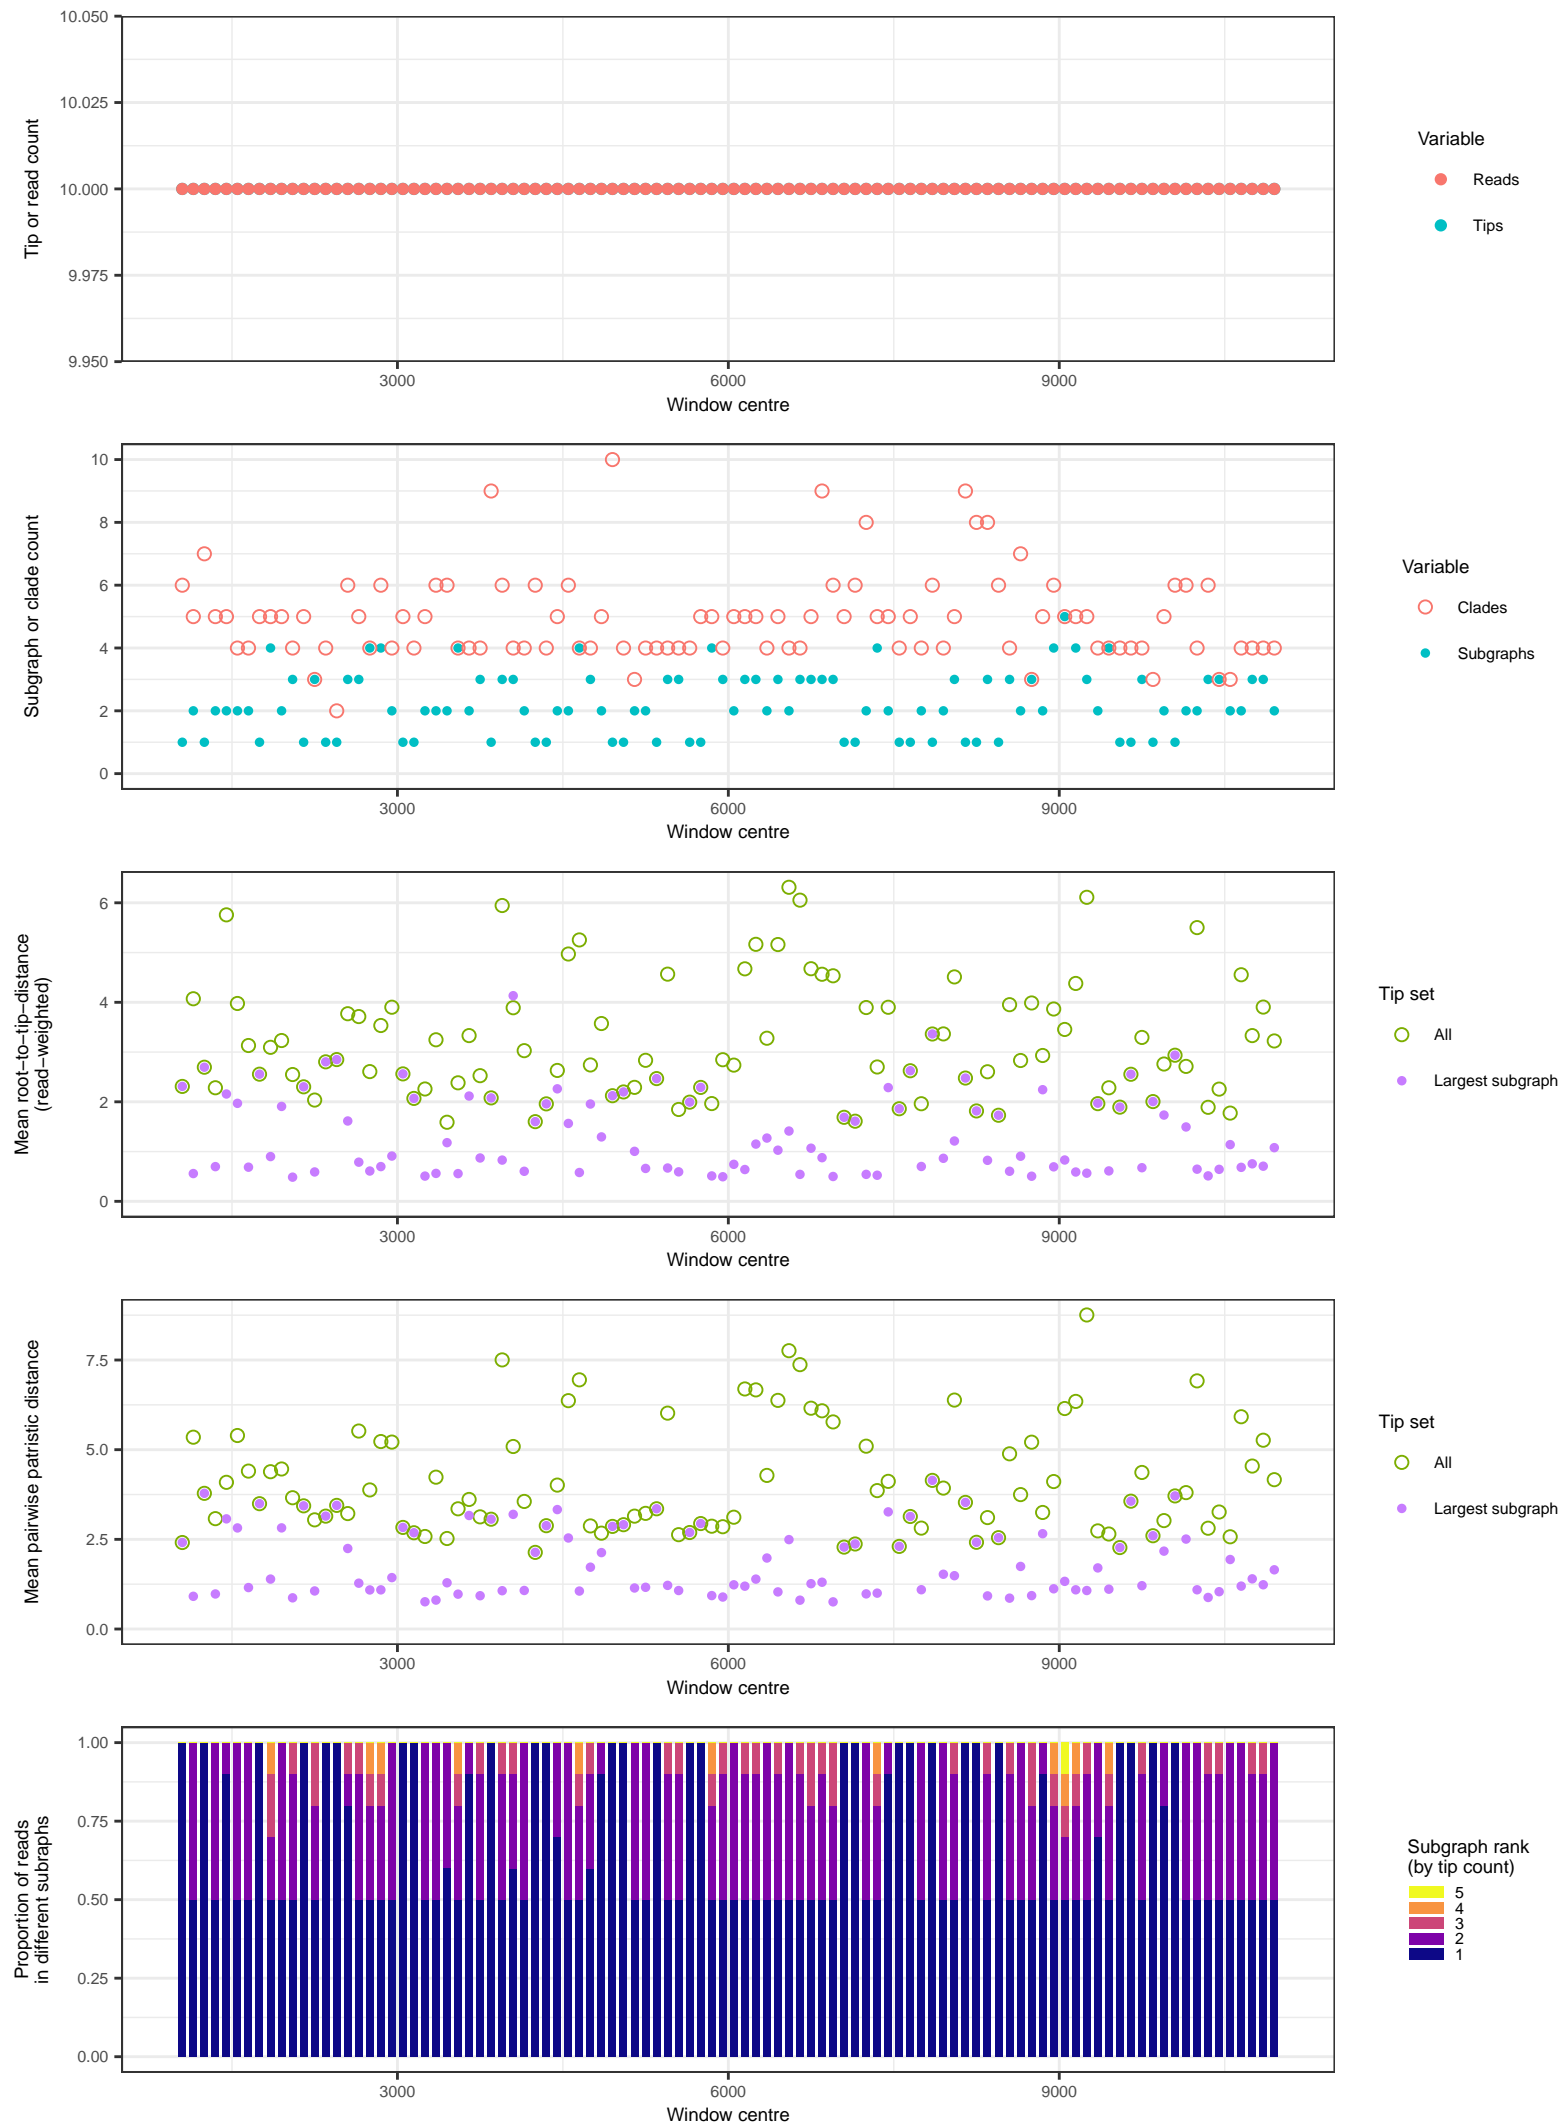 10.050
10.025
10.000
9.975
9.950
Tip or read count
3000
6000
9000
Window centre
Variable
Reads
Tips
10
8
6
4
2
0
Subgraph or clade count
3000
6000
9000
Window centre
Variable
Clades
Subgraphs
6
4
2
0
Mean root−to−tip−distance
(read−weighted)
3000
6000
9000
Window centre
Tip set
All
Largest subgraph
7.5
5.0
2.5
0.0
Mean pairwise patristic distance
3000
6000
9000
Window centre
Tip set
All
Largest subgraph
1.00
0.75
0.50
0.25
0.00
Proportion of reads
in different subraphs
3000
6000
9000
Window centre
Subgraph rank
(by tip count)
5
4
3
2
1